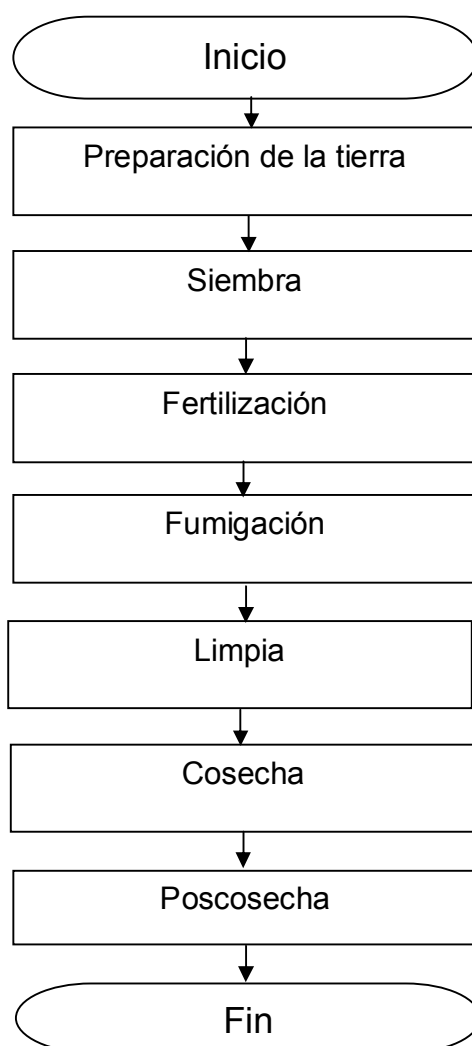 Inicio
Preparación de la tierra
Siembra
Fertilización
Fumigación
Limpia
Cosecha
Poscosecha
Fin